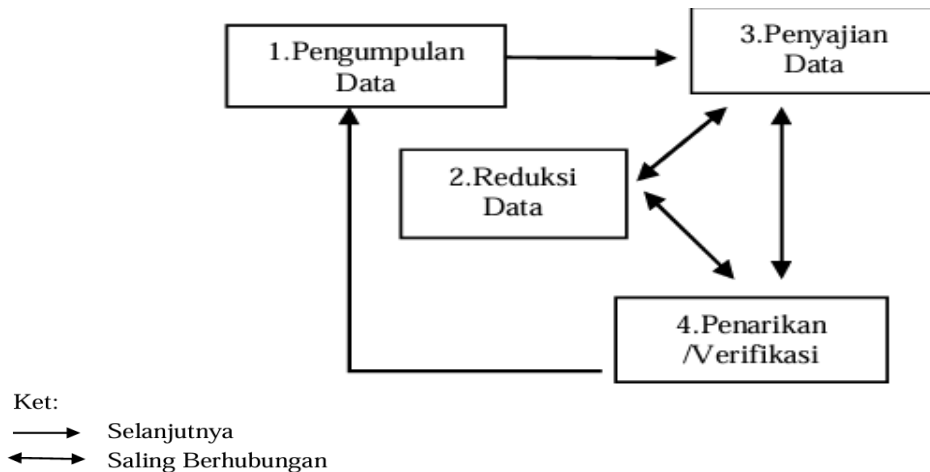 1.Pengumpulan
Data
3.Penyajian
Data
2.Reduksi
Data
4.Penarikan
/Verifikasi
Ket:
Selanjutnya
Saling Berhubungan